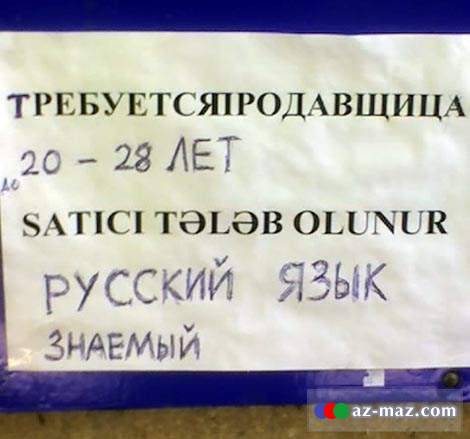 ТРЕБУЕТСЯПРОДАВЩИЦА
до 20 - 28 ЛЕТ
SATICI TƏLƏB OLUNUR
РУССКИЙ ЯЗЫК
ЗНАЕМЫЙ
az-maz.com